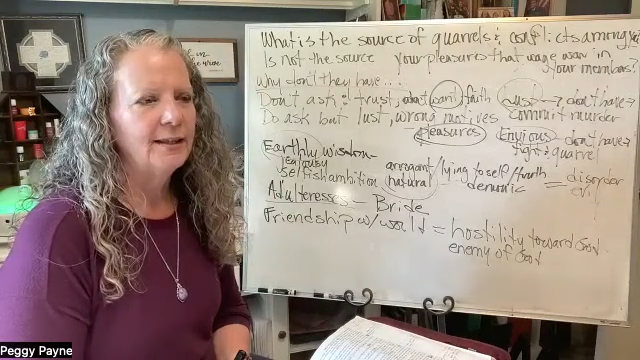 What is the source of quarrels & conflicts among you?
Is not the source your pleasures that wage war in your members?
Why don't they have...
Don't ask: trust, want faith Lust → don't have → commit murder
Do ask but lust, wrong motives pleasures Envious don't have → fight & quarrel
Earthly wisdom -
jealousy
selfish ambition arrogant/lying to self/truth = disorder
natural demonic evil
Adulteresses - Bride
Friendship w/world = hostility toward God
enemy of God
Peggy Payne